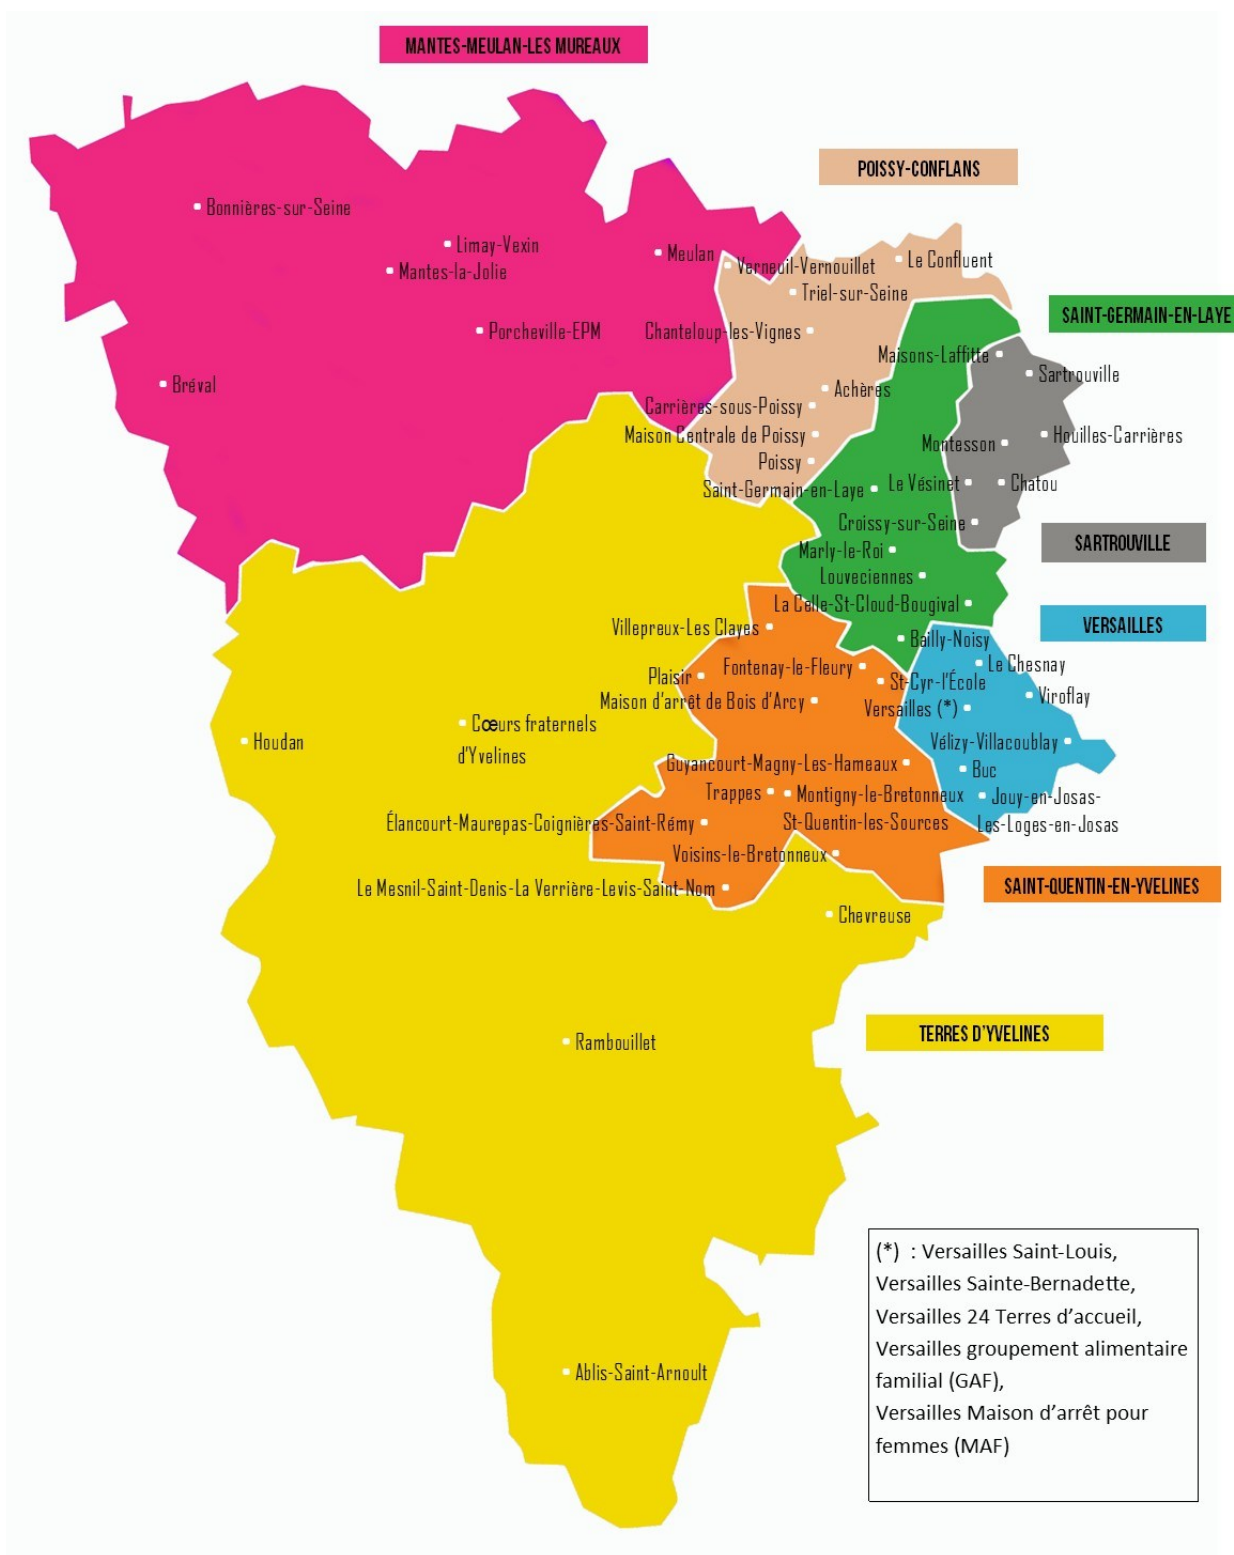 MANTES-MEULAN-LES MUREAUX
POISSY-CONFLANS
Bonnières-sur-Seine
Limay-Vexin
Mantes-la-Jolie
Meulan
Verneuil-Vernouillet
Le Confluent
Triel-sur-Seine
SAINT-GERMAIN-EN-LAYE
Porcheville-EPM
Chanteloup-les-Vignes
Maisons-Laffitte
Sartrouville
Bréval
Achères
Carrières-sous-Poissy
Maison Centrale de Poissy
Montesson
Houilles-Carrières
Poissy
Saint-Germain-en-Laye
Le Vésinet
Chatou
Croissy-sur-Seine
SARTROUVILLE
Marly-le-Roi
Louveciennes
La Celle-St-Cloud-Bougival
VERSAILLES
Villepreux-Les Clayes
Bailly-Noisy
Fontenay-le-Fleury
Le Chesnay
Plaisir
St-Cyr-l'École
Viroflay
Maison d'arrêt de Bois d'Arcy
Versailles (*)
Houdan
Cœurs fraternels
d'Yvelines
Vélizy-Villacoublay
Guyancourt-Magny-Les-Hameaux
Buc
Trappes
Montigny-le-Bretonneux
St-Quentin-les-Sources
Jouy-en-Josas-
Les-Loges-en-Josas
Élancourt-Maurepas-Coignières-Saint-Rémy
Voisins-le-Bretonneux
Le Mesnil-Saint-Denis-La Verrière-Levis-Saint-Nom
SAINT-QUENTIN-EN-YVELINES
Chevreuse
TERRES D'YVELINES
Rambouillet
Ablis-Saint-Arnoult
(*) : Versailles Saint-Louis,
Versailles Sainte-Bernadette,
Versailles 24 Terres d'accueil,
Versailles groupement alimentaire
familial (GAF),
Versailles Maison d'arrêt pour
femmes (MAF)